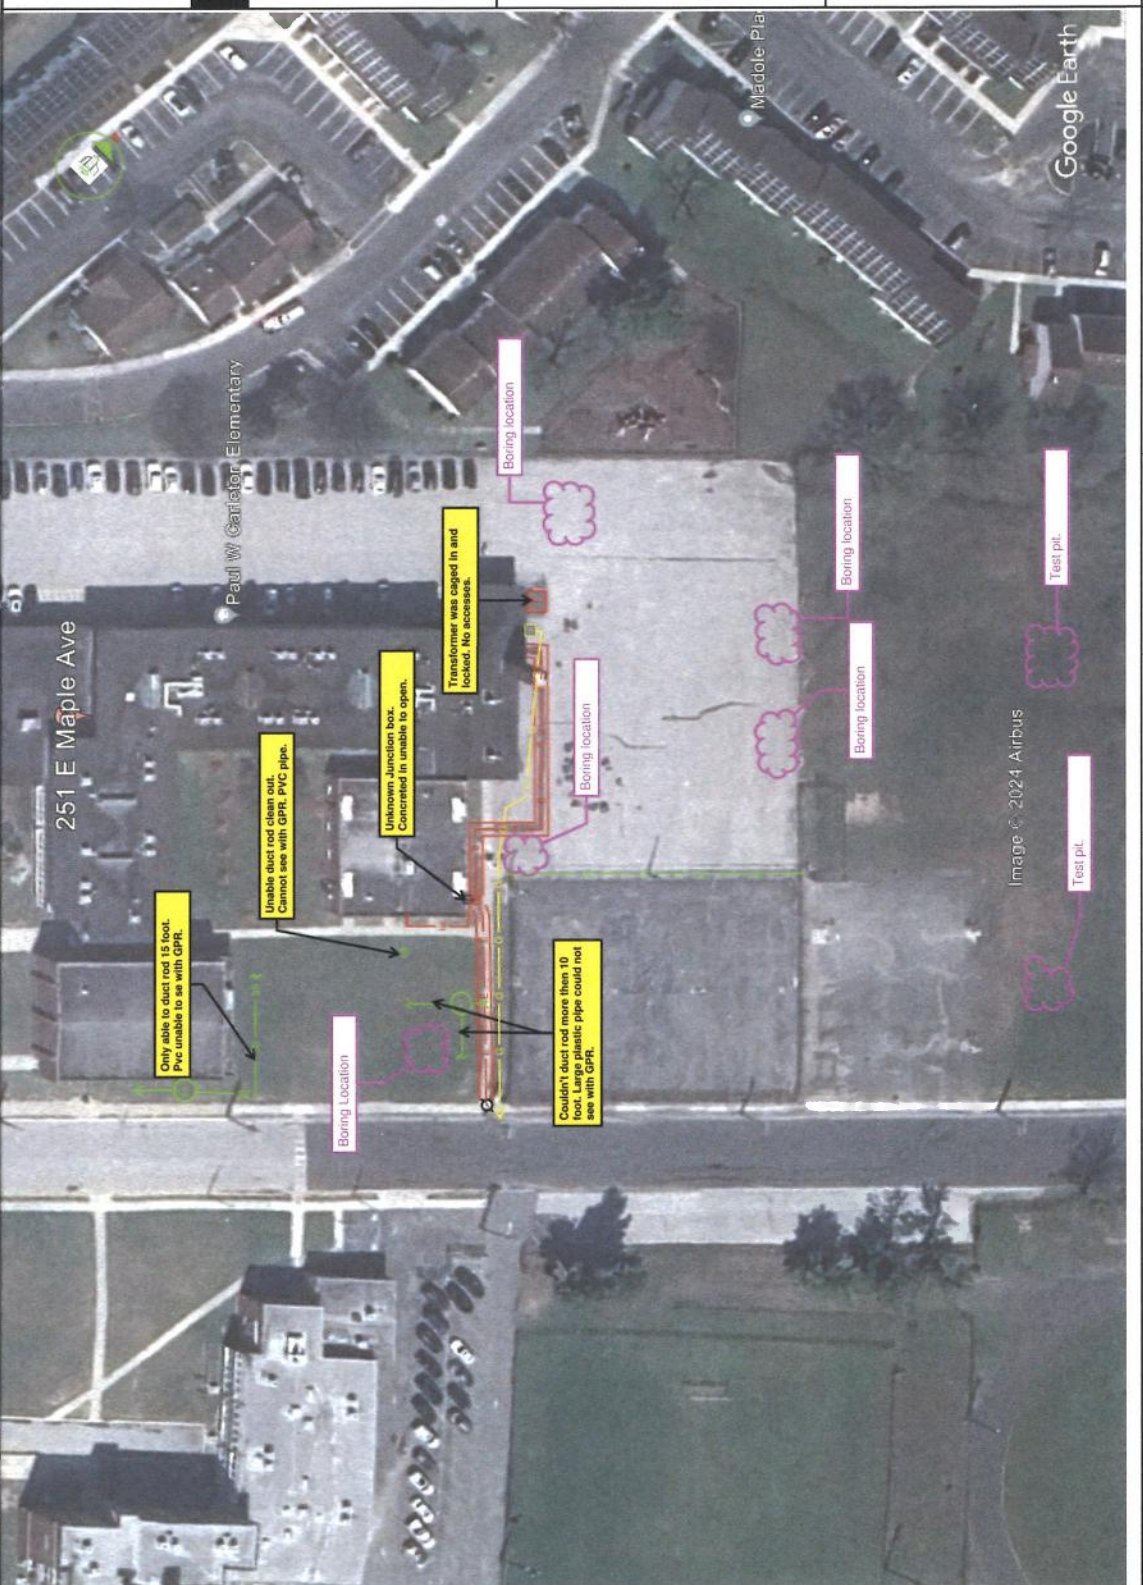 251 E Maple Ave
Paul W Carleton Elementary
Madole Pla
Google Earth
Image © 2024 Airbus
Only able to duct rod 15 foot.
Pvc unable to se with GPR.
Unable duct rod clean out.
Cannot see with GPR. PVC pipe.
Unknown Junction box.
Concreted in unable to open.
Transformer was caged in and
locked. No accesses.
Couldn't duct rod more then 10
foot. Large plastic pipe could not
see with GPR.
Boring Location
Boring location
Boring location
Boring location
Boring location
Test pit.
Test pit.